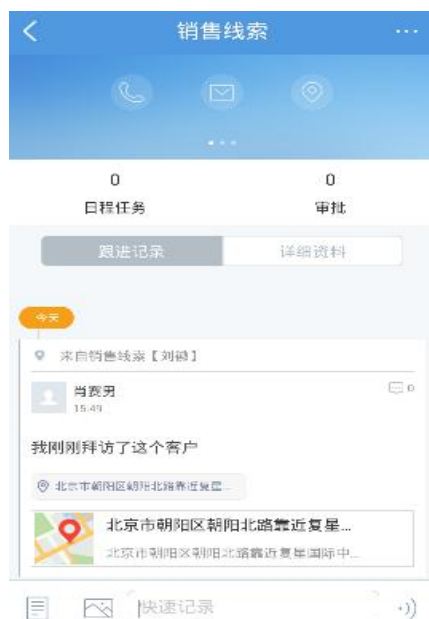 销售线索
0
0
日程任务
审批
跟进记录
详细资料
今天
来自销售线索【刘璐】
肖赛男
0
15:49
我刚刚拜访了这个客户
北京市朝阳区朝阳北路靠近复星...
北京市朝阳区朝阳北路靠近复星...
北京市朝阳区朝阳北路靠近复星国际中...
快速记录